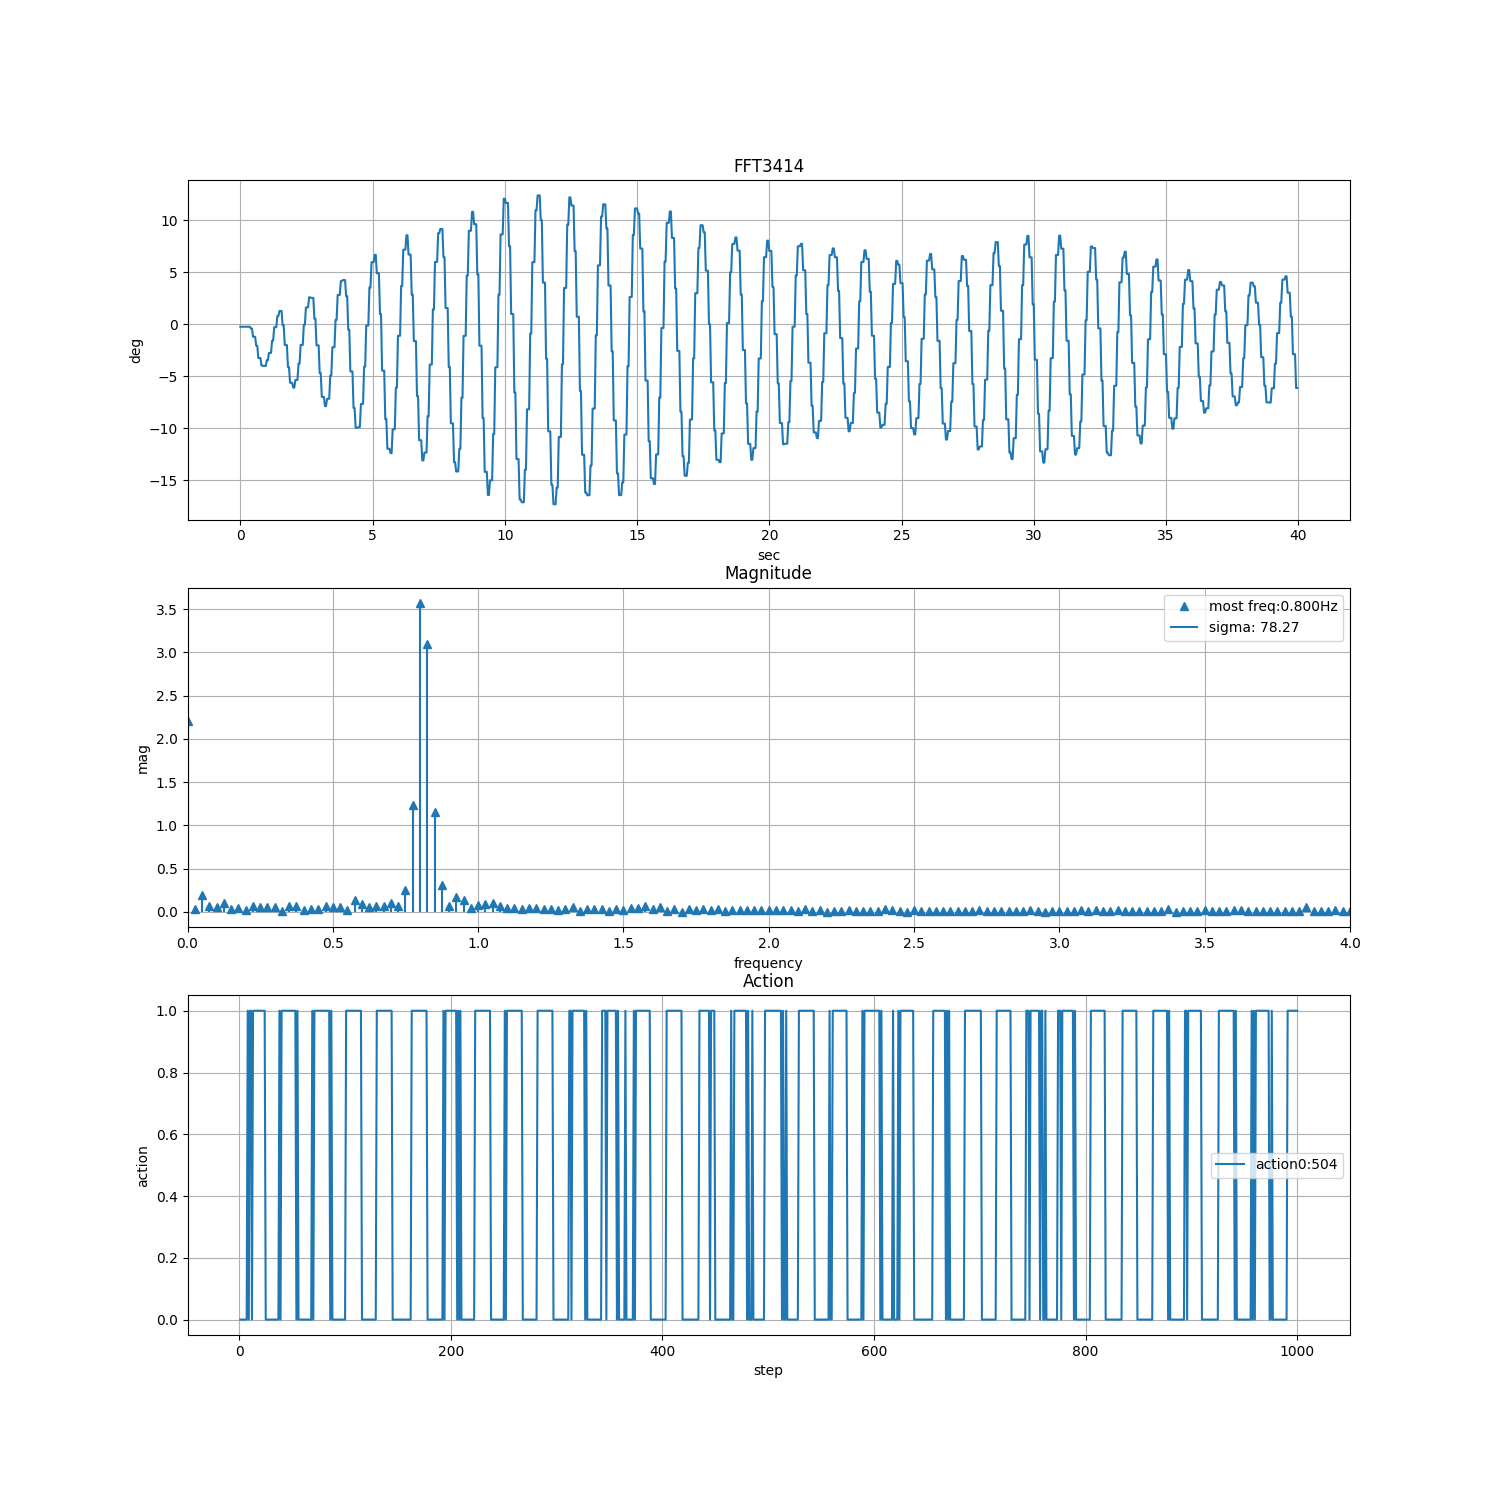 FFT3414
10
5
0
−5
−10
−15
deg
0 5 10 15 20 25 30 35 40
sec
Magnitude
3.5
3.0
2.5
2.0
1.5
1.0
0.5
0.0
mag
most freq:0.800Hz
sigma: 78.27
0.0 0.5 1.0 1.5 2.0 2.5 3.0 3.5 4.0
frequency
Action
1.0
0.8
0.6
0.4
0.2
0.0
action
action0:504
0 200 400 600 800 1000
step